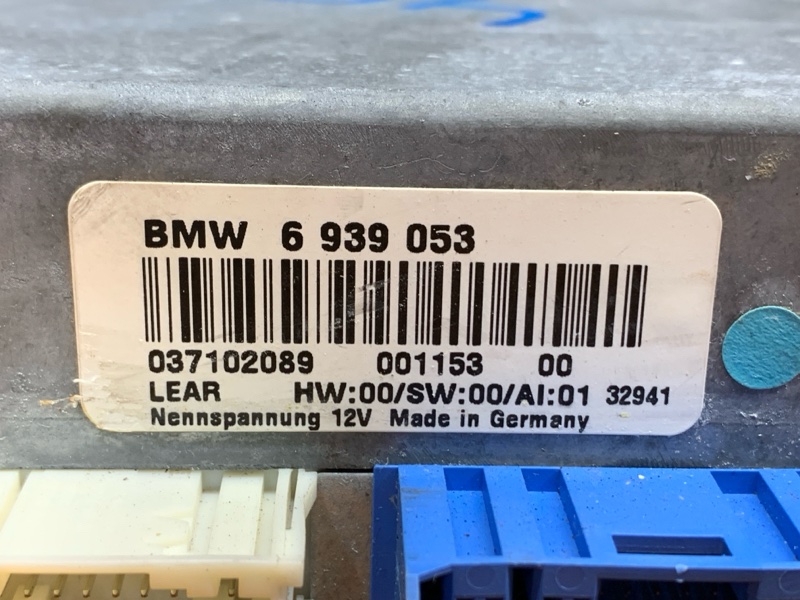 BMW 6 939 053
037102089 001153 00
LEAR HW:00/SW:00/AI:01 32941
Nennspannung 12V Made in Germany